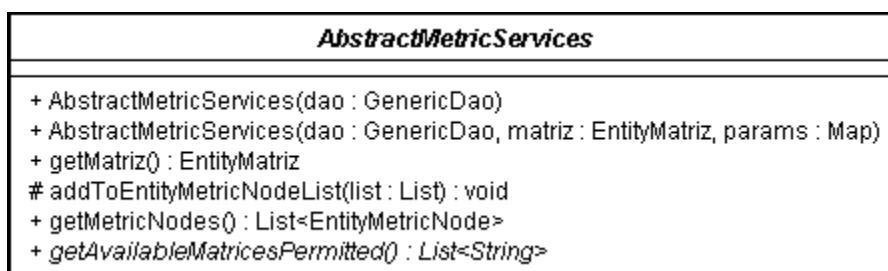 AbstractMetricServices
+ AbstractMetricServices(dao : GenericDao)
+ AbstractMetricServices(dao : GenericDao, matriz : EntityMatriz, params : Map)
+ getMatriz() : EntityMatriz
# addToEntityMetricNodeList(list : List) : void
+ getMetricNodes() : List<EntityMetricNode>
+ getAvailableMatricesPermitted() : List<String>